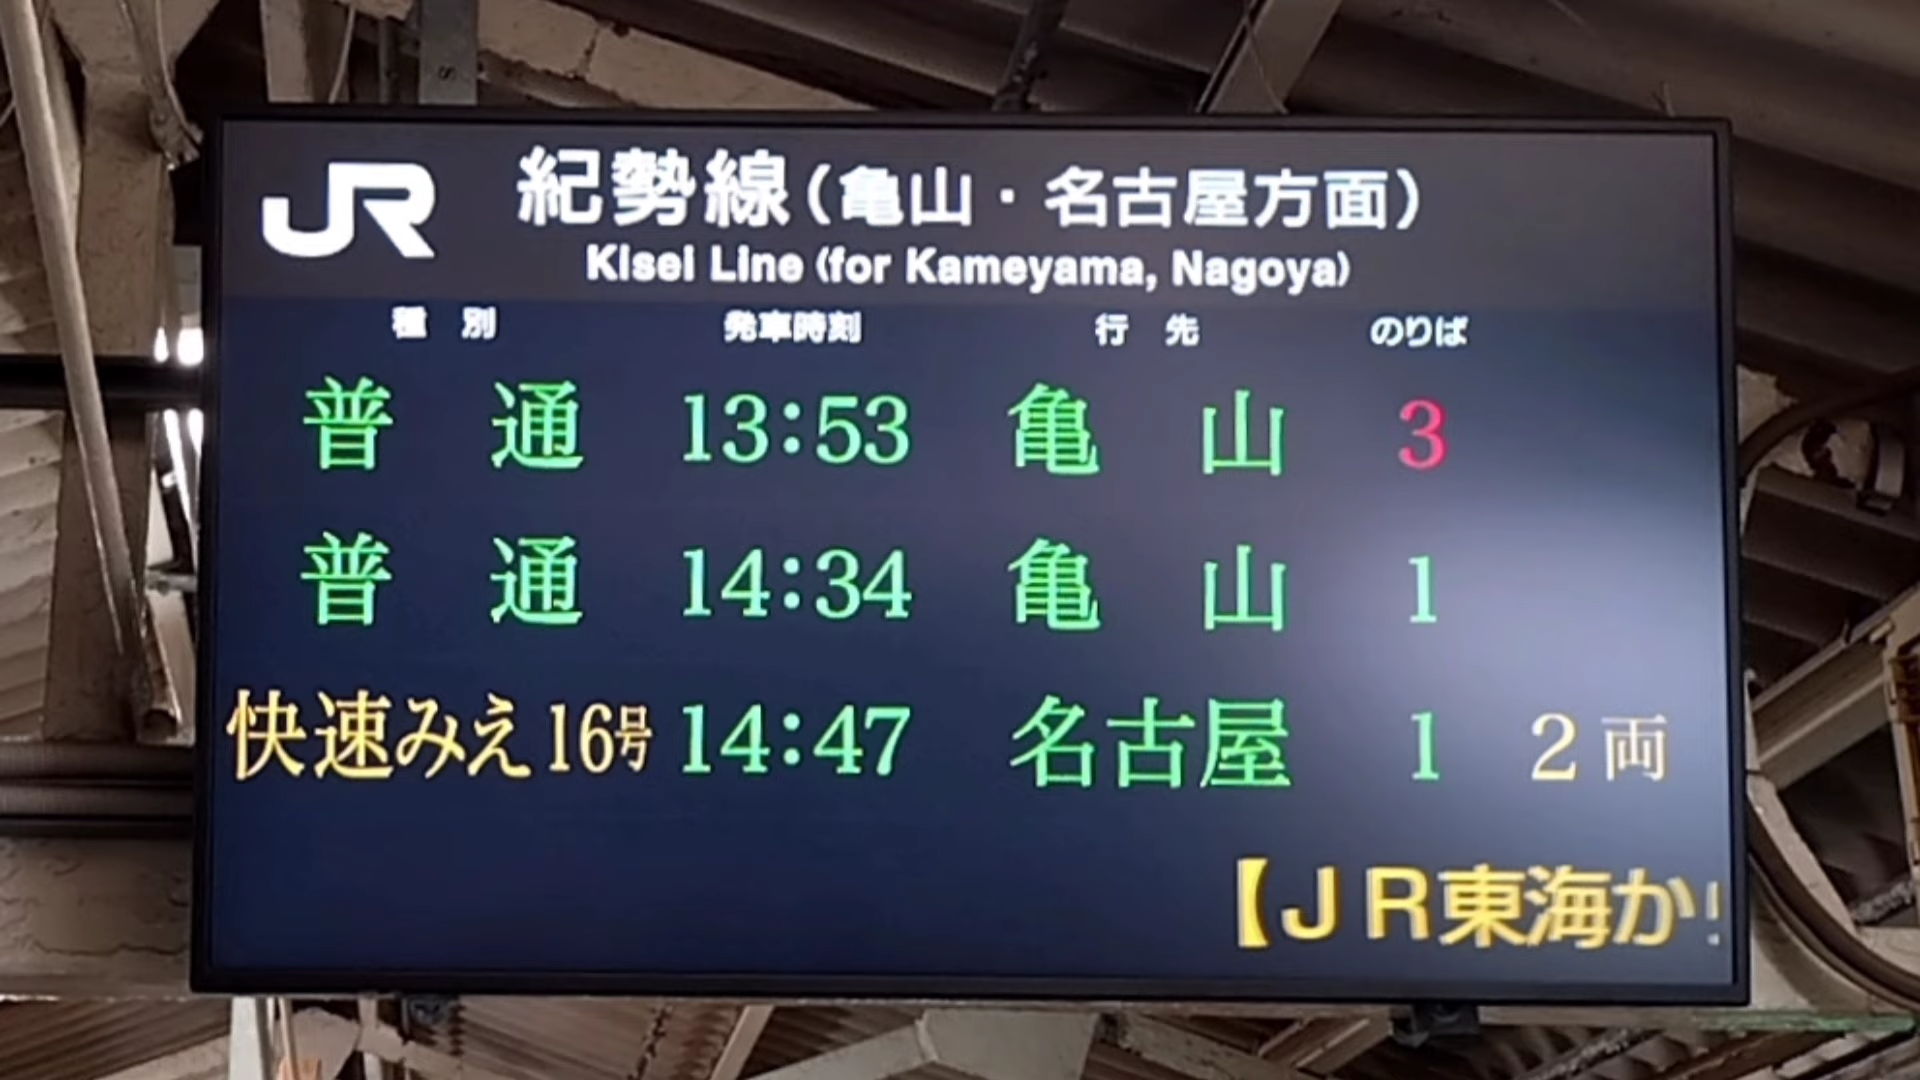 JR 紀勢線(亀山・名古屋方面)
Kisei Line (for Kameyama, Nagoya)
種別 発車時刻 行先 のりば
普通 13:53 亀山 3
普通 14:34 亀山 1
快速みえ16号 14:47 名古屋 1 2両
【JR東海か